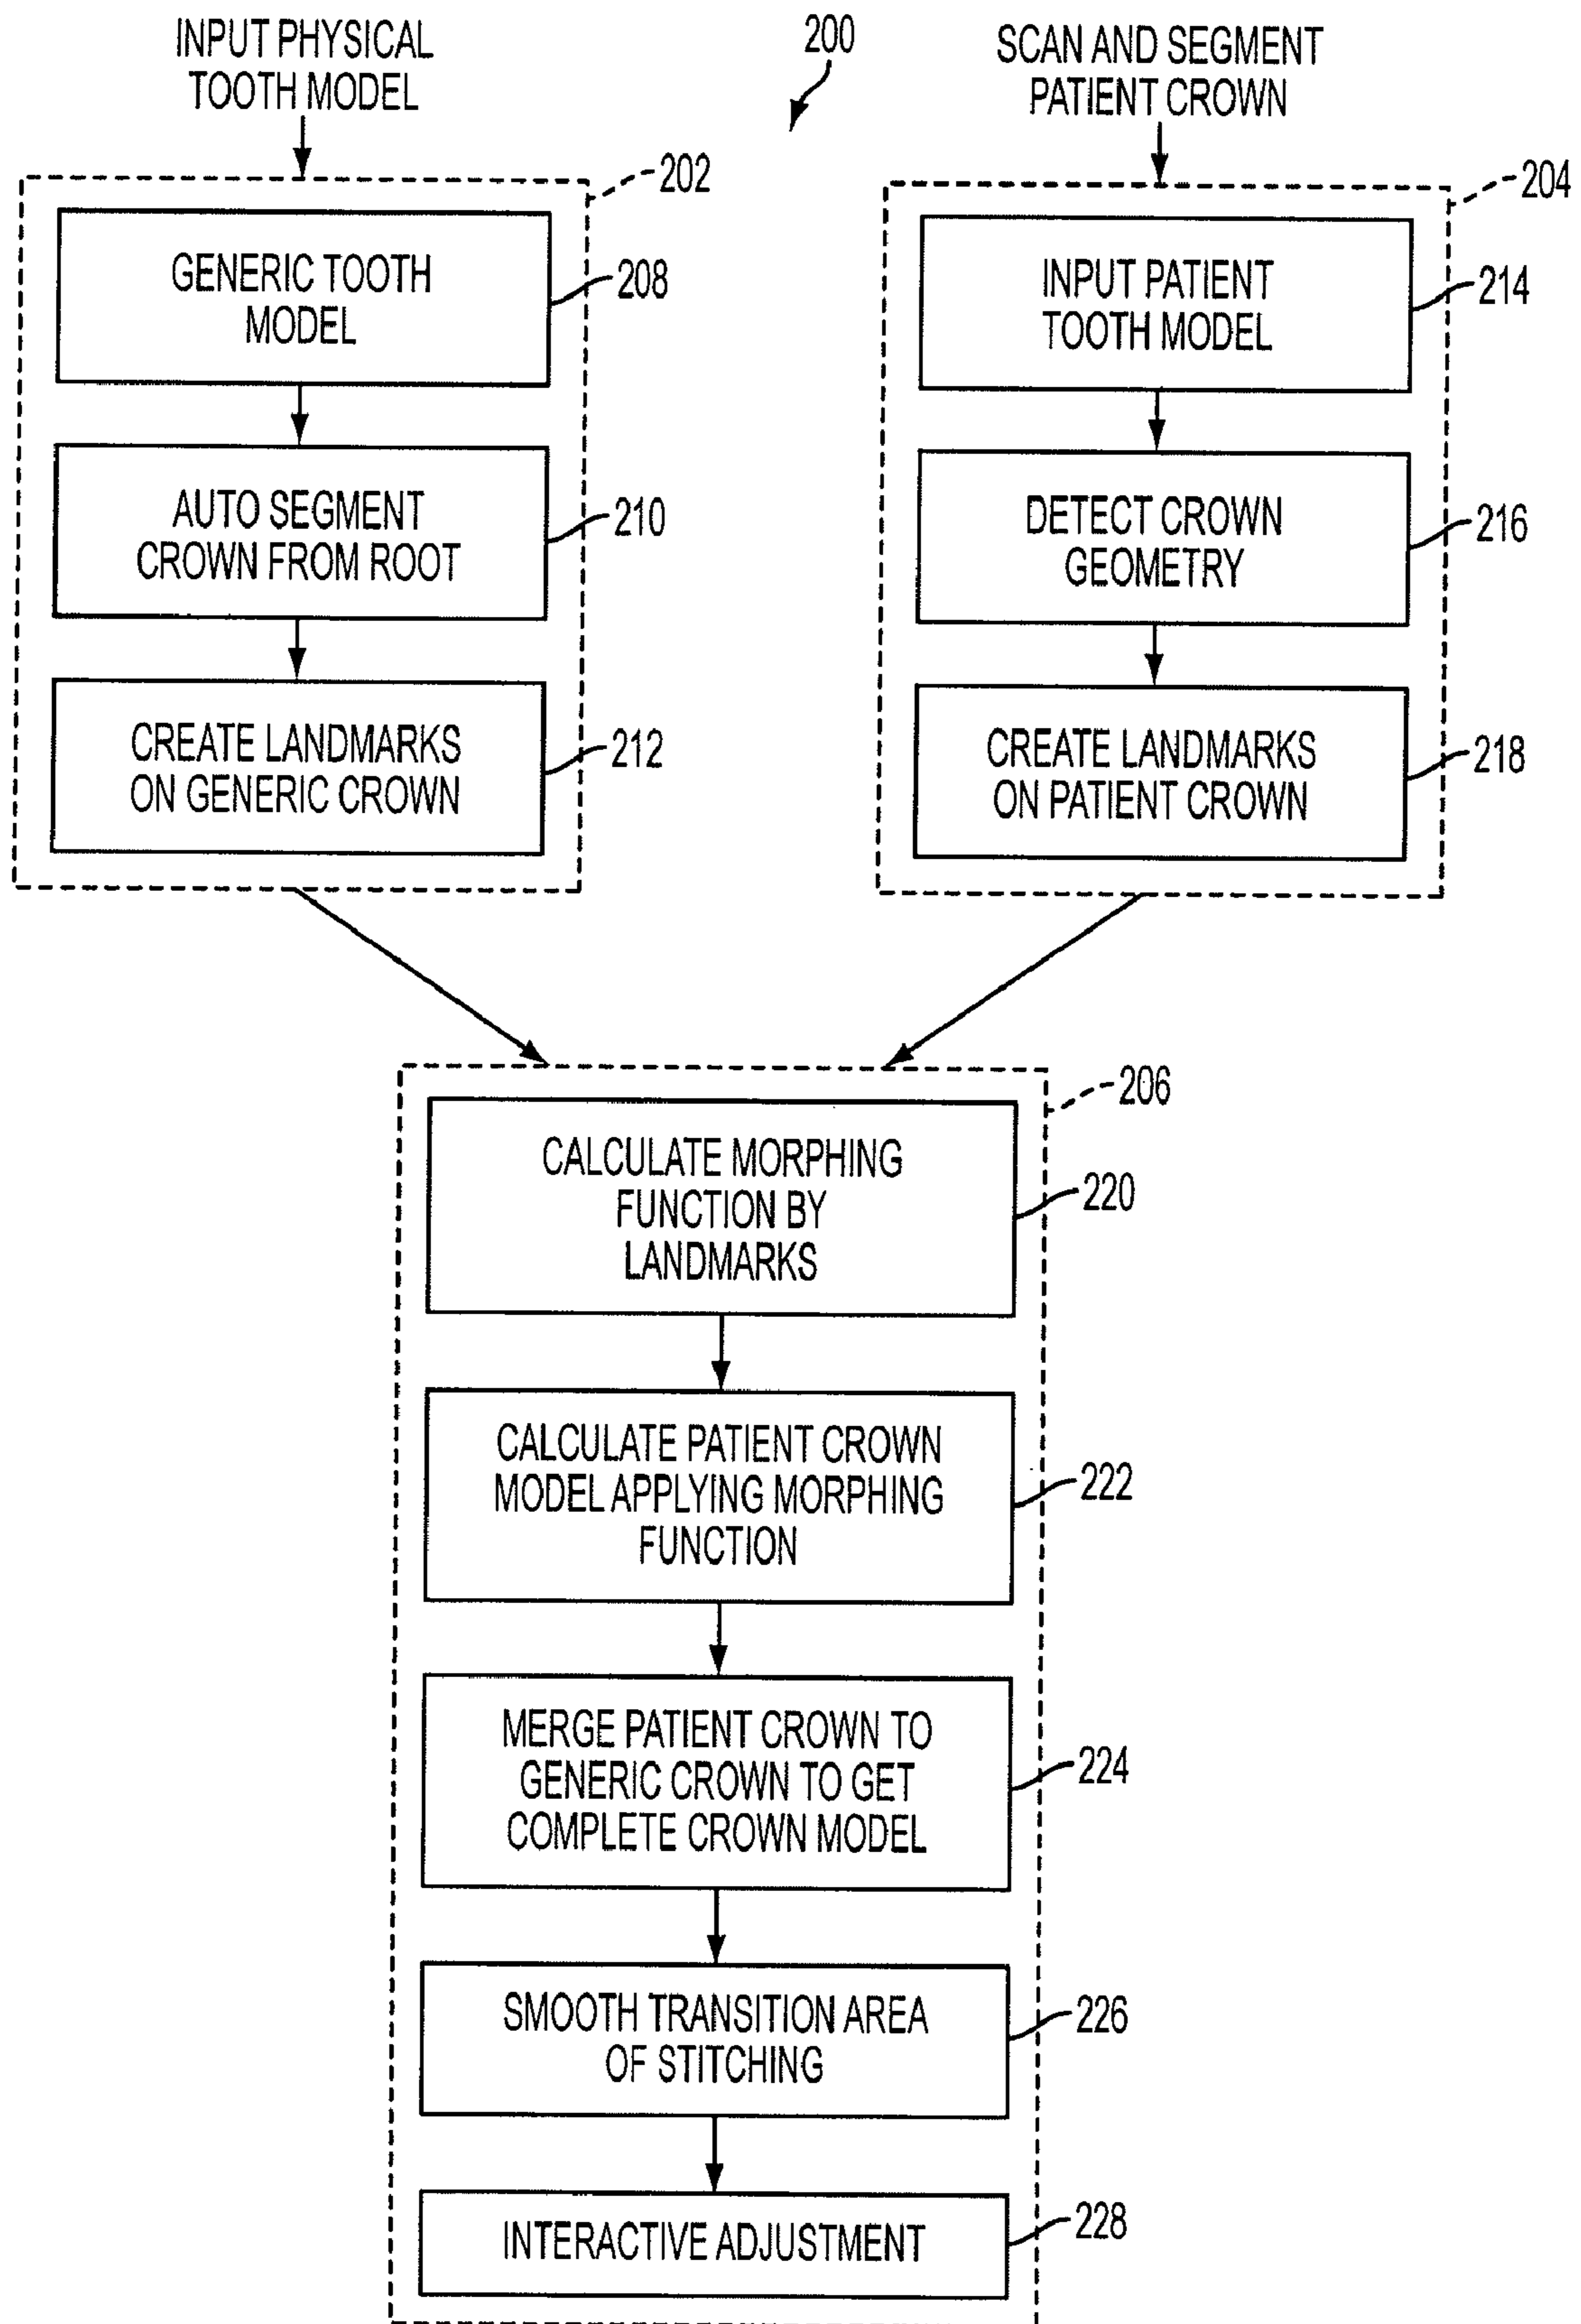 INPUT PHYSICAL
TOOTH MODEL
200
SCAN AND SEGMENT
PATIENT CROWN
202
GENERIC TOOTH
MODEL
208
AUTO SEGMENT
CROWN FROM ROOT
210
CREATE LANDMARKS
ON GENERIC CROWN
212
204
INPUT PATIENT
TOOTH MODEL
214
DETECT CROWN
GEOMETRY
216
CREATE LANDMARKS
ON PATIENT CROWN
218
206
CALCULATE MORPHING
FUNCTION BY
LANDMARKS
220
CALCULATE PATIENT CROWN
MODEL APPLYING MORPHING
FUNCTION
222
MERGE PATIENT CROWN TO
GENERIC CROWN TO GET
COMPLETE CROWN MODEL
224
SMOOTH TRANSITION AREA
OF STITCHING
226
INTERACTIVE ADJUSTMENT
228